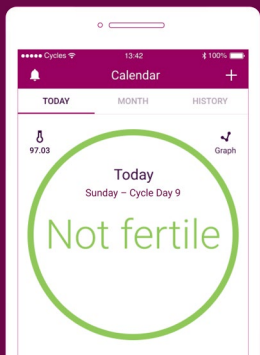 Cycles 13:42 100%
Calendar
TODAY MONTH HISTORY
97.03 Graph
Today
Sunday – Cycle Day 9
Not fertile